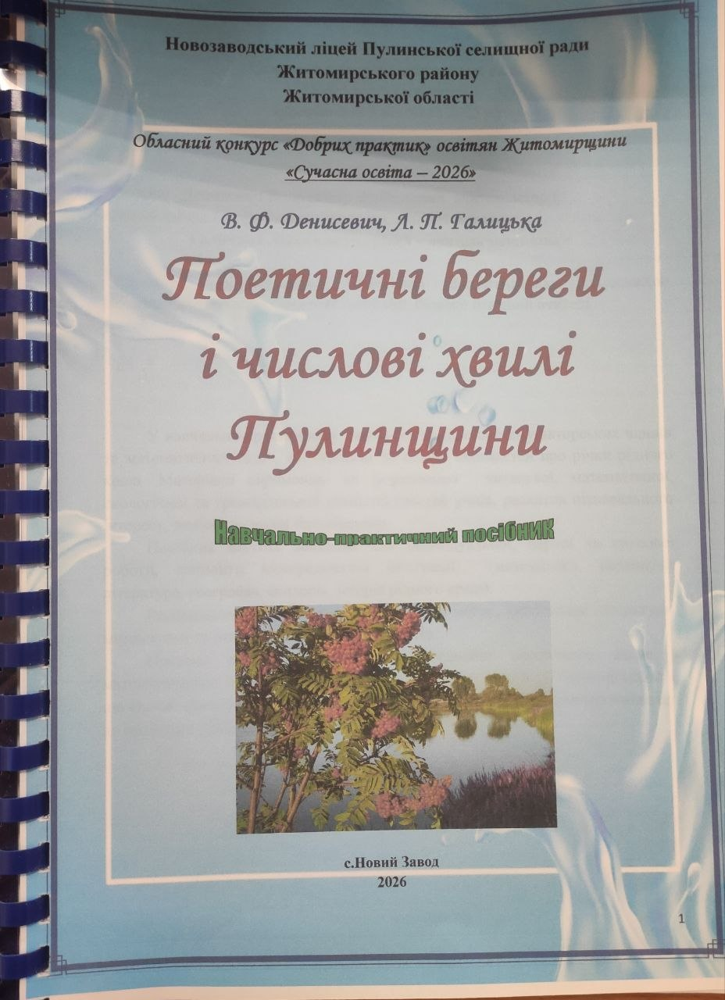 Новозаводський ліцей Пулинської селищної ради
Житомирського району
Житомирської області
Обласний конкурс «Добрих практик» освітян Житомирщини
«Сучасна освіта – 2026»
В. Ф. Денисевич, Л. П. Галицька
Поетичні береги
і числові хвилі
Пулинщини
Навчально-практичний посібник
с.Новий Завод
2026
1